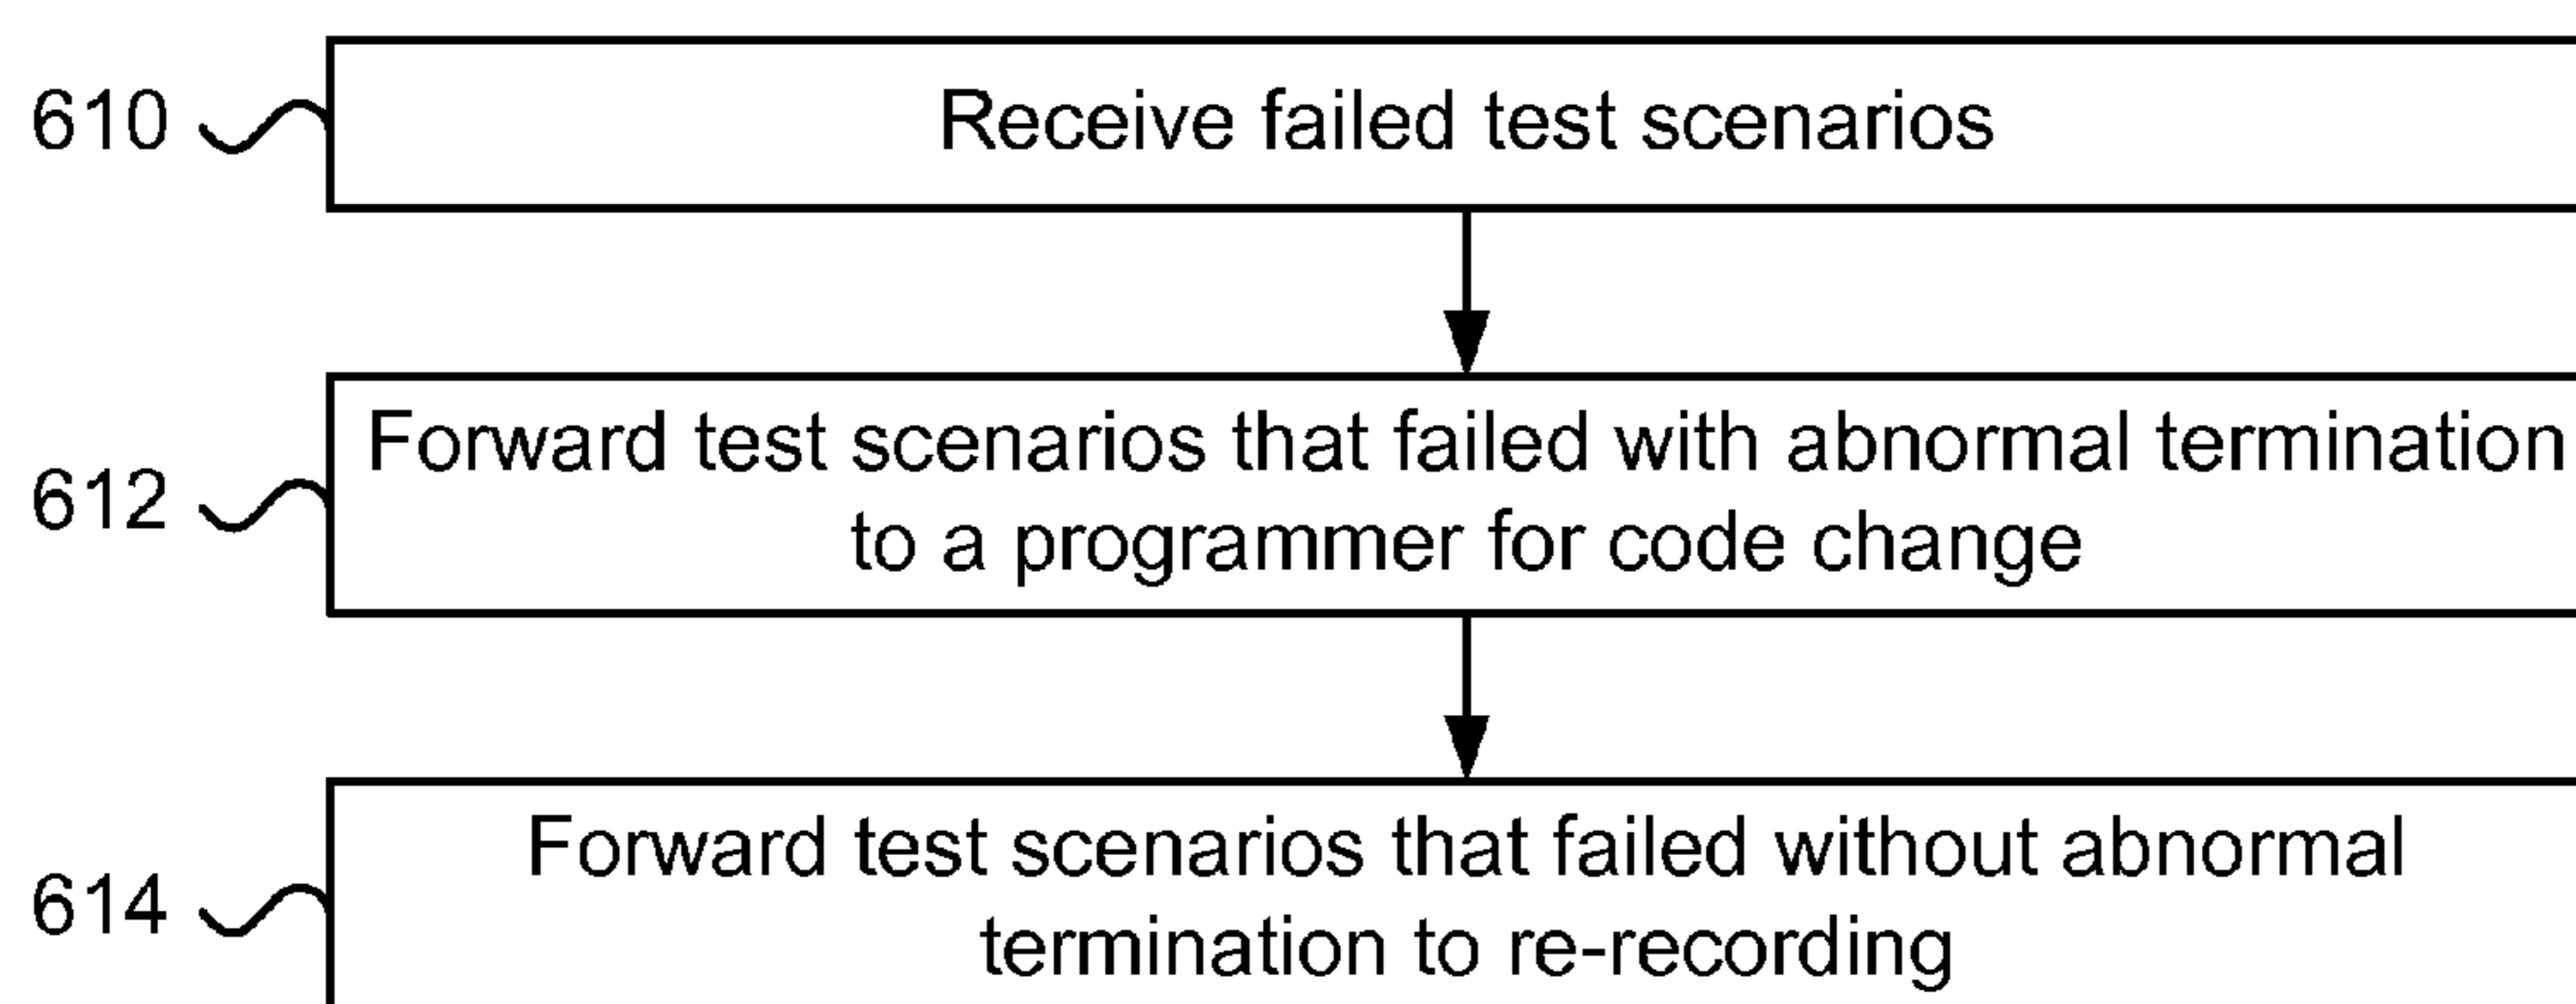 610
Receive failed test scenarios
612
Forward test scenarios that failed with abnormal termination
to a programmer for code change
614
Forward test scenarios that failed without abnormal
termination to re-recording